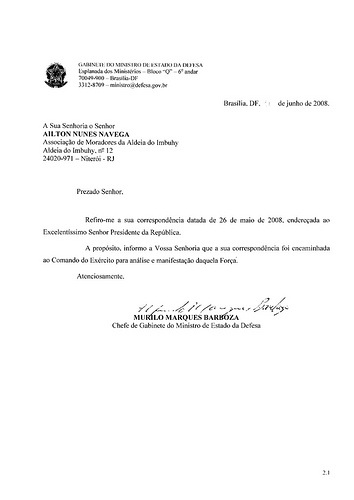 GABINETE DO MINISTRO DE ESTADO DA DEFESA
Esplanada dos Ministérios – Bloco "Q" – 6º andar
70049-900 – Brasília-DF
3312-8709 – ministro@defesa.gov.br
Brasília, DF, de junho de 2008.
A Sua Senhoria o Senhor
AILTON NUNES NAVEGA
Associação de Moradores da Aldeia do Imbuhy
Aldeia do Imbuhy, nº 12
24020-971 – Niterói - RJ
Prezado Senhor,
Refiro-me a sua correspondência datada de 26 de maio de 2008, endereçada ao
Excelentíssimo Senhor Presidente da República.
A propósito, informo a Vossa Senhoria que a sua correspondência foi encaminhada
ao Comando do Exército para análise e manifestação daquela Força.
Atenciosamente,
MURILO MARQUES BARBOZA
Chefe de Gabinete do Ministro de Estado da Defesa
2.1